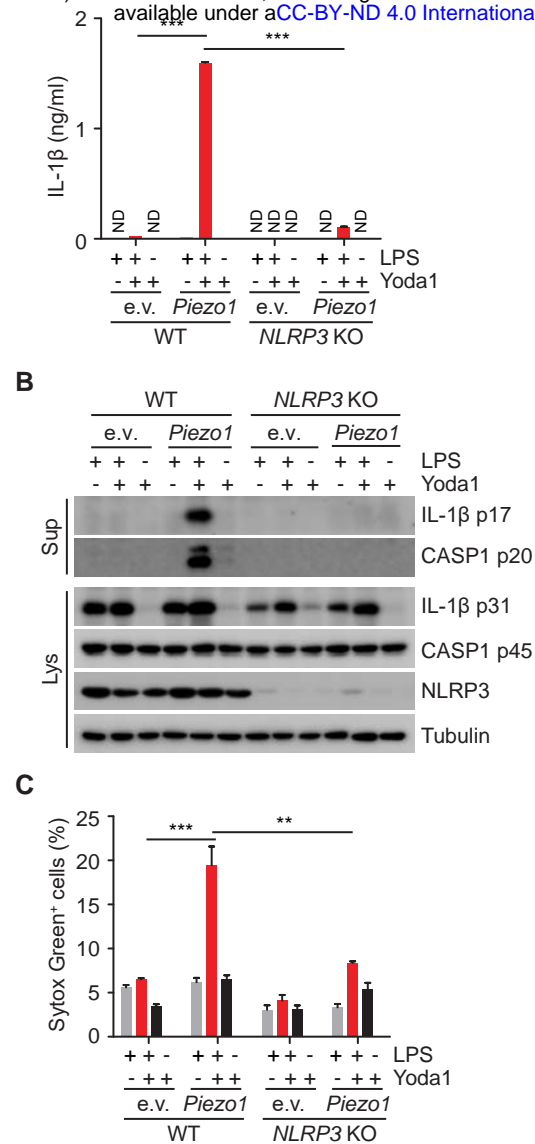 available under aCC-BY-ND 4.0 Internationa
2
1
0
IL-1β (ng/ml)
*** ***
ND ND ND ND ND ND ND
+ + - + + - + + - + + - LPS
- + + - + + - + + - + + Yoda1
e.v. Piezo1 e.v. Piezo1
WT NLRP3 KO
B
WT NLRP3 KO
e.v. Piezo1 e.v. Piezo1
+ + - + + - + + - + + - LPS
- + + - + + - + + - + + Yoda1
Sup
IL-1β p17
CASP1 p20
Lys
IL-1β p31
CASP1 p45
NLRP3
Tubulin
C
25
20
15
10
5
0
Sytox Green+ cells (%)
*** **
+ + - + + - + + - + + - LPS
- + + - + + - + + - + + Yoda1
e.v. Piezo1 e.v. Piezo1
WT NLRP3 KO